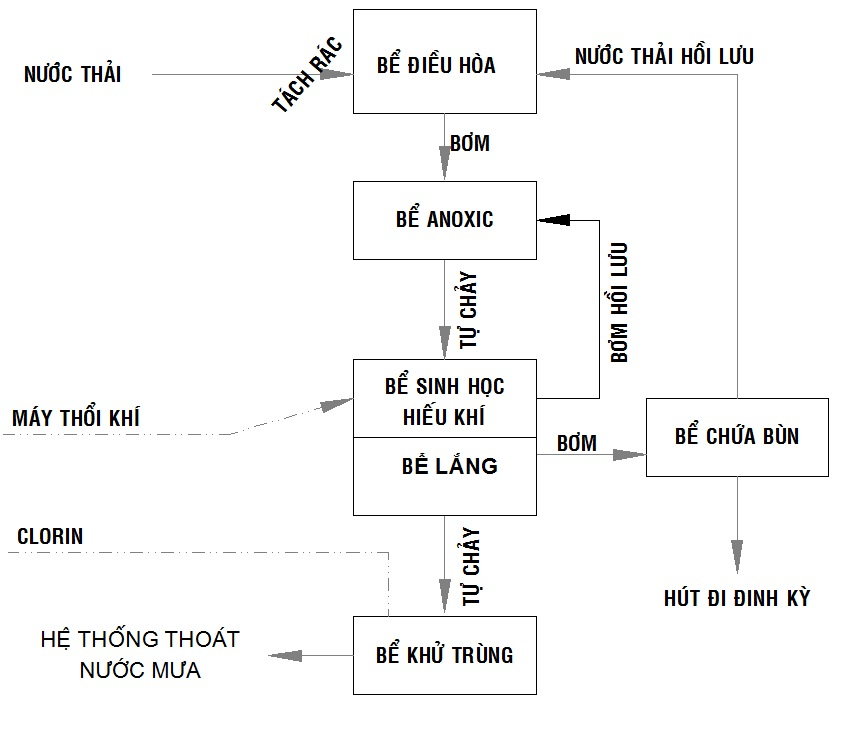 NƯỚC THẢI
TÁCH RÁC
BỂ ĐIỀU HÒA
NƯỚC THẢI HỒI LƯU
BƠM
BỂ ANOXIC
TỰ CHẢY
BƠM HỒI LƯU
BỂ SINH HỌC
HIẾU KHÍ
MÁY THỔI KHÍ
BỂ LẮNG
BƠM
BỂ CHỨA BÙN
CLORIN
TỰ CHẢY
HÚT ĐI ĐINH KỲ
HỆ THỐNG THOÁT
NƯỚC MƯA
BỂ KHỬ TRÙNG